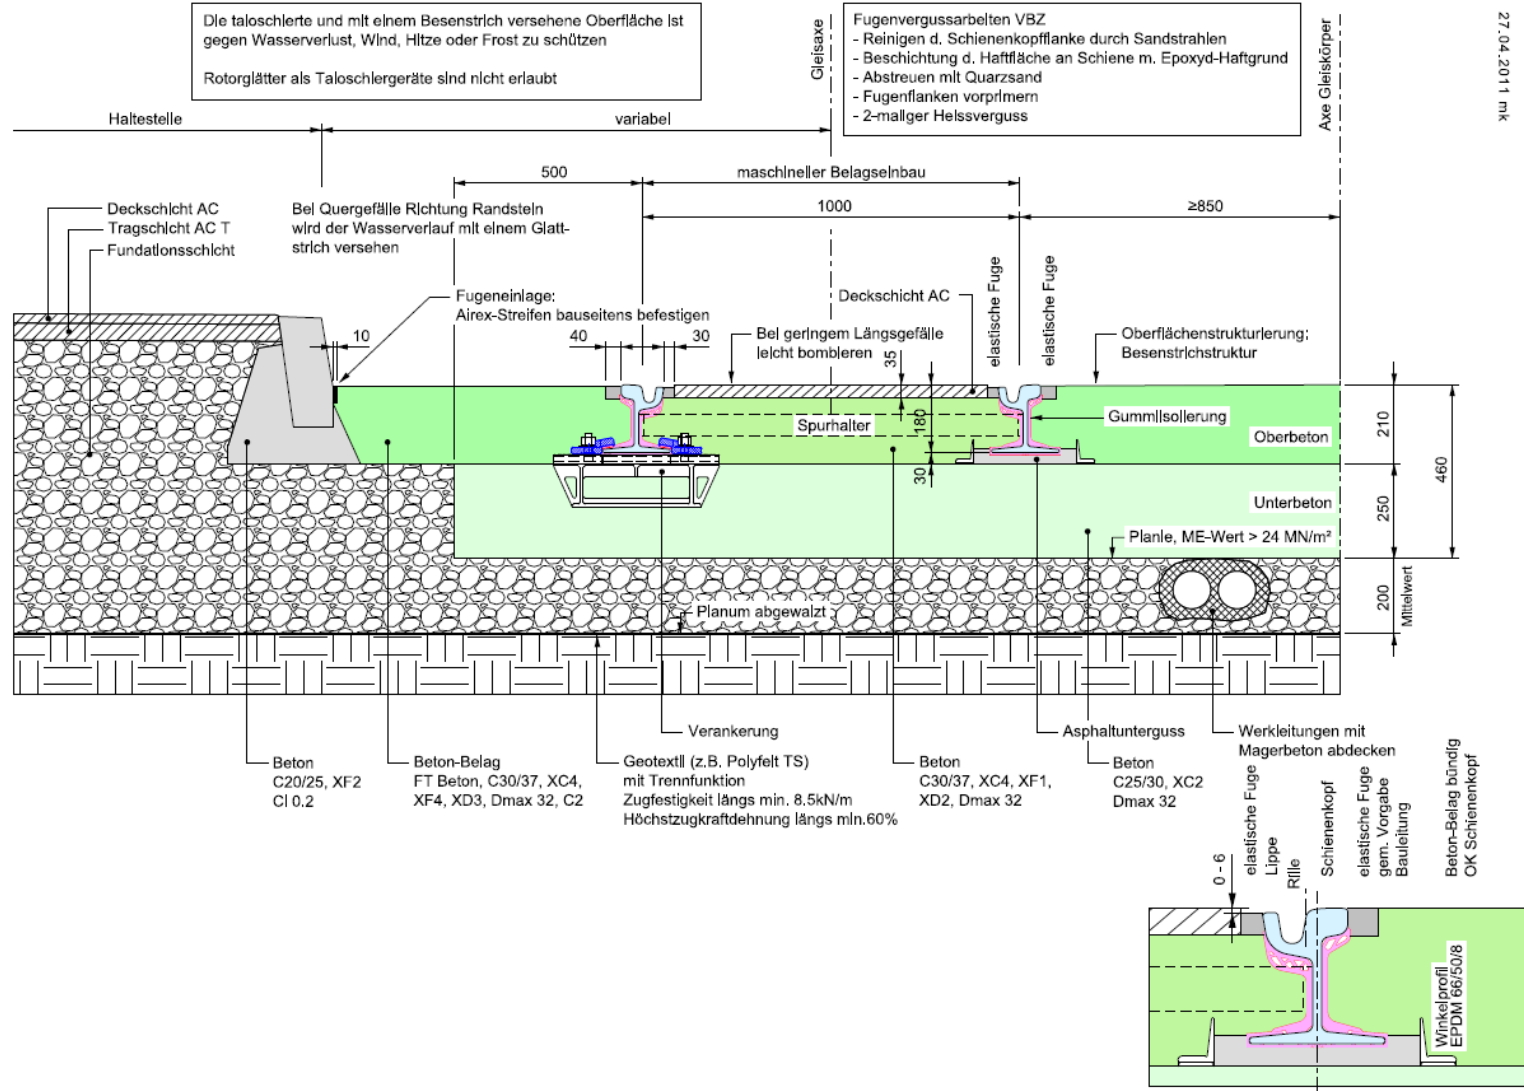 Die taloschierte und mit einem Besenstrich versehene Oberfläche ist
gegen Wasserverlust, Wind, Hitze oder Frost zu schützen
Rotorglätter als Taloschiergeräte sind nicht erlaubt
Gleisaxe
Fugenvergussarbeiten VBZ
- Reinigen d. Schienenkopfflanke durch Sandstrahlen
- Beschichtung d. Haftfläche an Schiene m. Epoxyd-Haftgrund
- Abstreuen mit Quarzsand
- Fugenflanken vorprimern
- 2-maliger Heissverguss
Axe Gleiskörper
27.04.2011 mk
Haltestelle
variabel
500
maschineller Belagseinbau
1000
≥850
Deckschicht AC
Tragschicht AC T
Fundationsschicht
Bei Quergefälle Richtung Randstein
wird der Wasserverlauf mit einem Glatt-
strich versehen
Fugeneinlage:
Airex-Streifen bauseitens befestigen
10
40
30
Deckschicht AC
elastische Fuge
elastische Fuge
Bei geringem Längsgefälle
leicht bombieren
35
Oberflächenstrukturierung:
Besenstrichstruktur
180
30
Spurhalter
Gummiisolierung
Oberbeton
210
460
Unterbeton
250
Planie, ME-Wert > 24 MN/m²
200
Mittelwert
Planum abgewalzt
Verankerung
Asphaltunterguss
Werkleitungen mit
Magerbeton abdecken
Beton
C20/25, XF2
Cl 0.2
Beton-Belag
FT Beton, C30/37, XC4,
XF4, XD3, Dmax 32, C2
Geotextil (z.B. Polyfelt TS)
mit Trennfunktion
Zugfestigkeit längs min. 8.5kN/m
Höchstzugkraftdehnung längs min.60%
Beton
C30/37, XC4, XF1,
XD2, Dmax 32
Beton
C25/30, XC2
Dmax 32
0 - 6
elastische Fuge
Lippe
Rille
Schienenkopf
elastische Fuge
gem. Vorgabe
Bauleitung
Beton-Belag bündig
OK Schienenkopf
Winkelprofil
EPDM 66/50/8